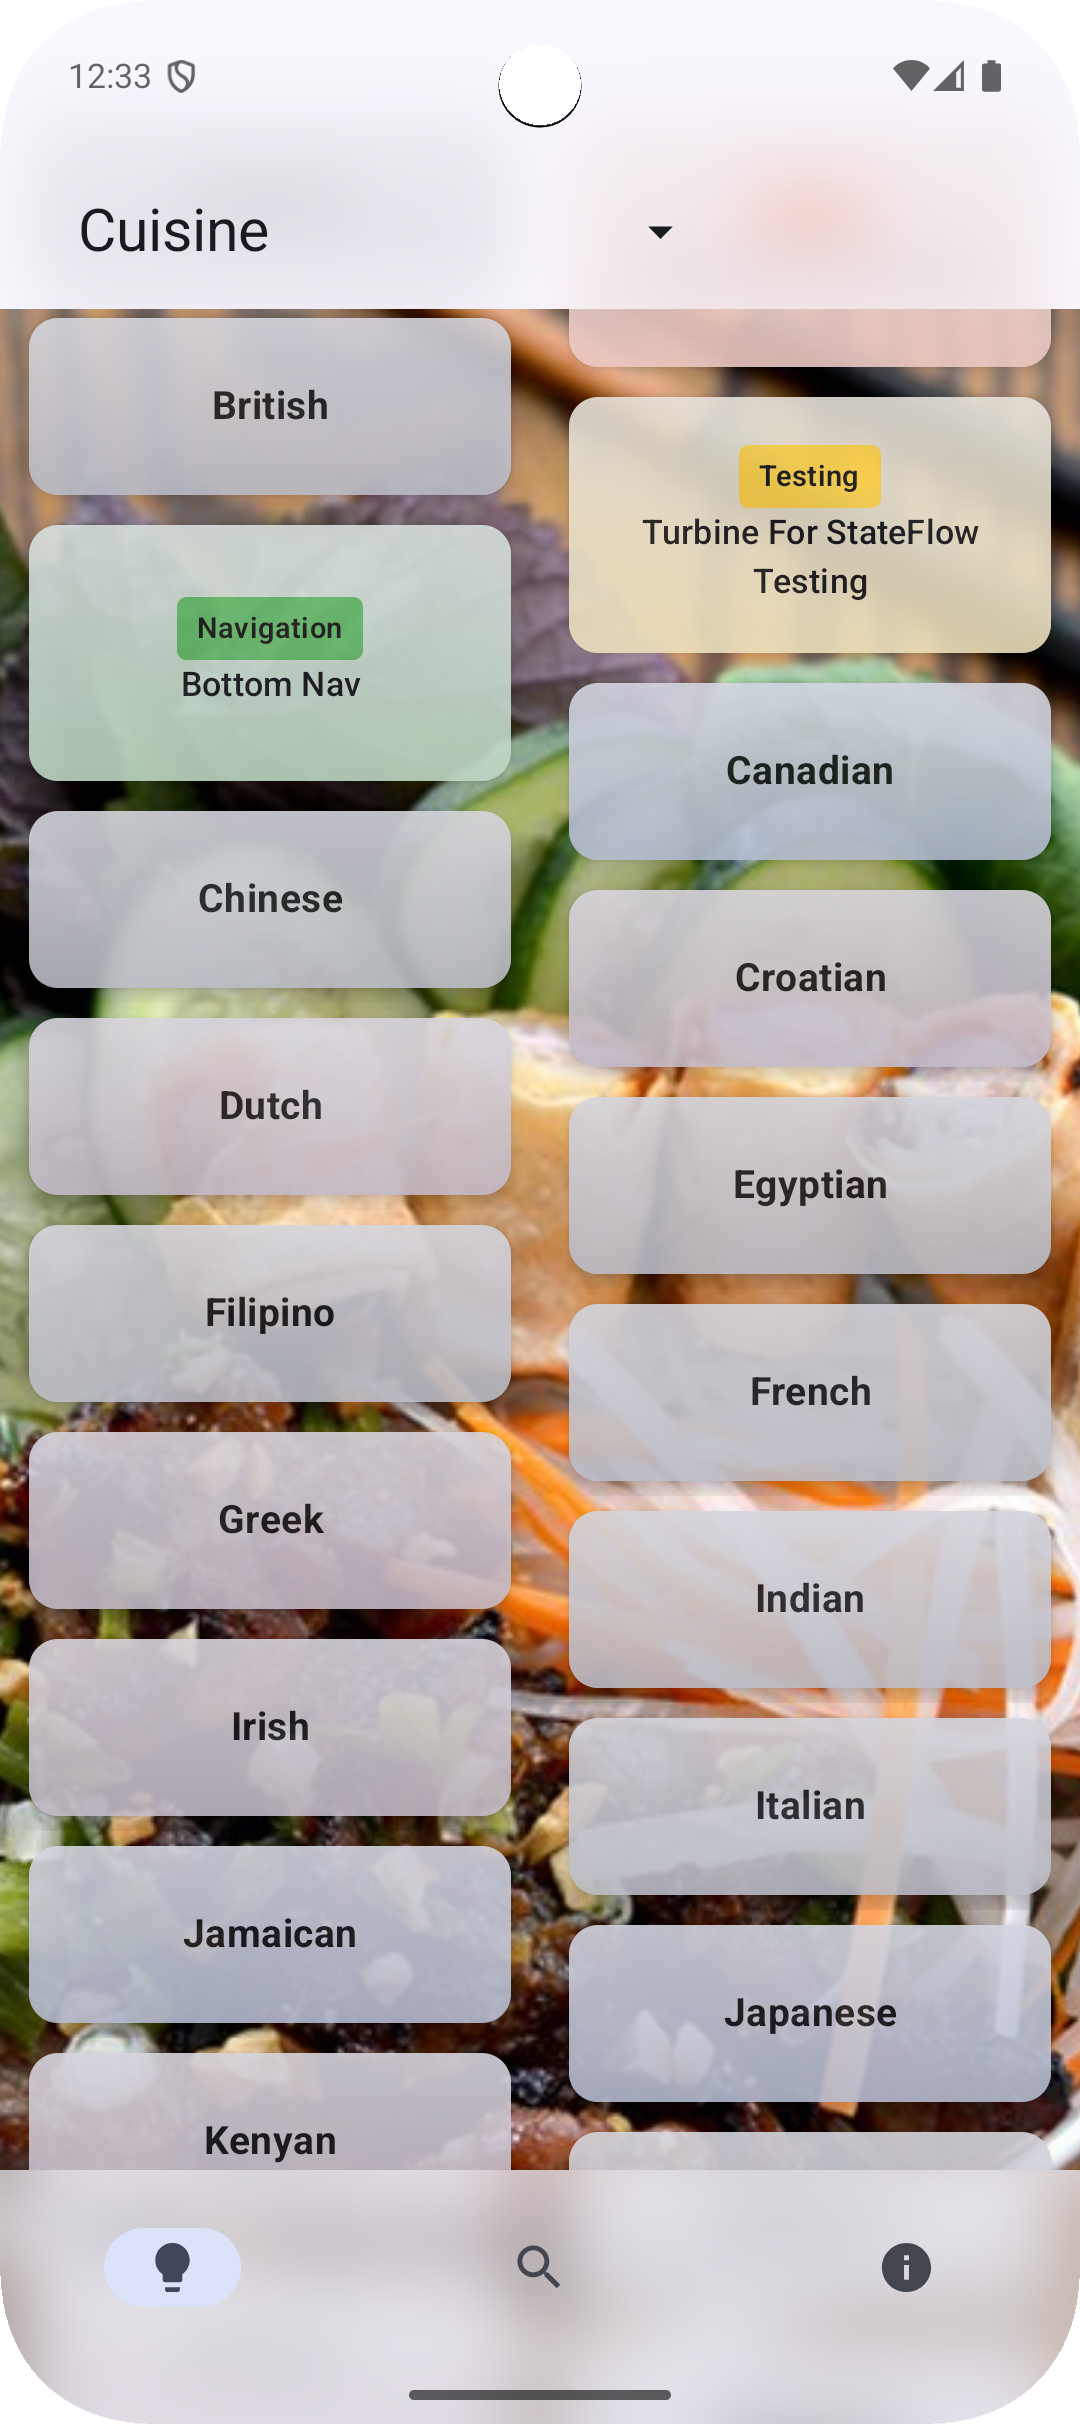 12:33
Cuisine
British
Testing
Turbine For StateFlow
Testing
Navigation
Bottom Nav
Canadian
Chinese
Croatian
Dutch
Egyptian
Filipino
French
Greek
Indian
Irish
Italian
Jamaican
Japanese
Kenyan